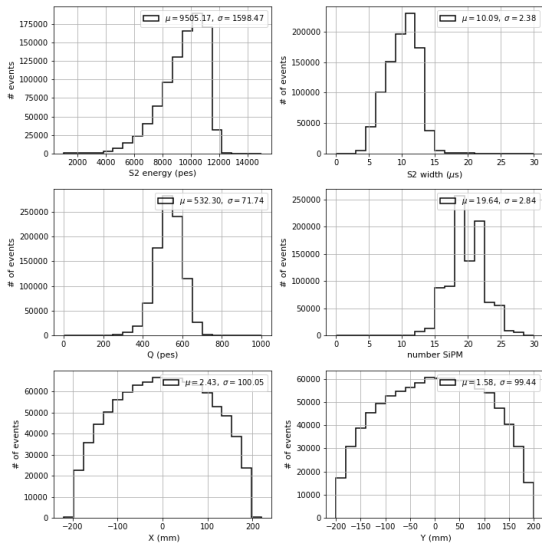 μ = 9505.17, σ = 1598.47
175000
150000
125000
100000
75000
50000
25000
0
# events
2000 4000 6000 8000 10000 12000 14000
S2 energy (pes)
μ = 10.09, σ = 2.38
200000
150000
100000
50000
0
# of events
0 5 10 15 20 25 30
S2 width (μs)
μ = 532.30, σ = 71.74
250000
200000
150000
100000
50000
0
# of events
0 200 400 600 800 1000
Q (pes)
μ = 19.64, σ = 2.84
250000
200000
150000
100000
50000
0
# of events
0 5 10 15 20 25 30
number SiPM
μ = 2.43, σ = 100.05
60000
50000
40000
30000
20000
10000
0
# of events
−200 −100 0 100 200
X (mm)
μ = 1.58, σ = 99.44
60000
50000
40000
30000
20000
10000
0
# of events
−200 −150 −100 −50 0 50 100 150 200
Y (mm)